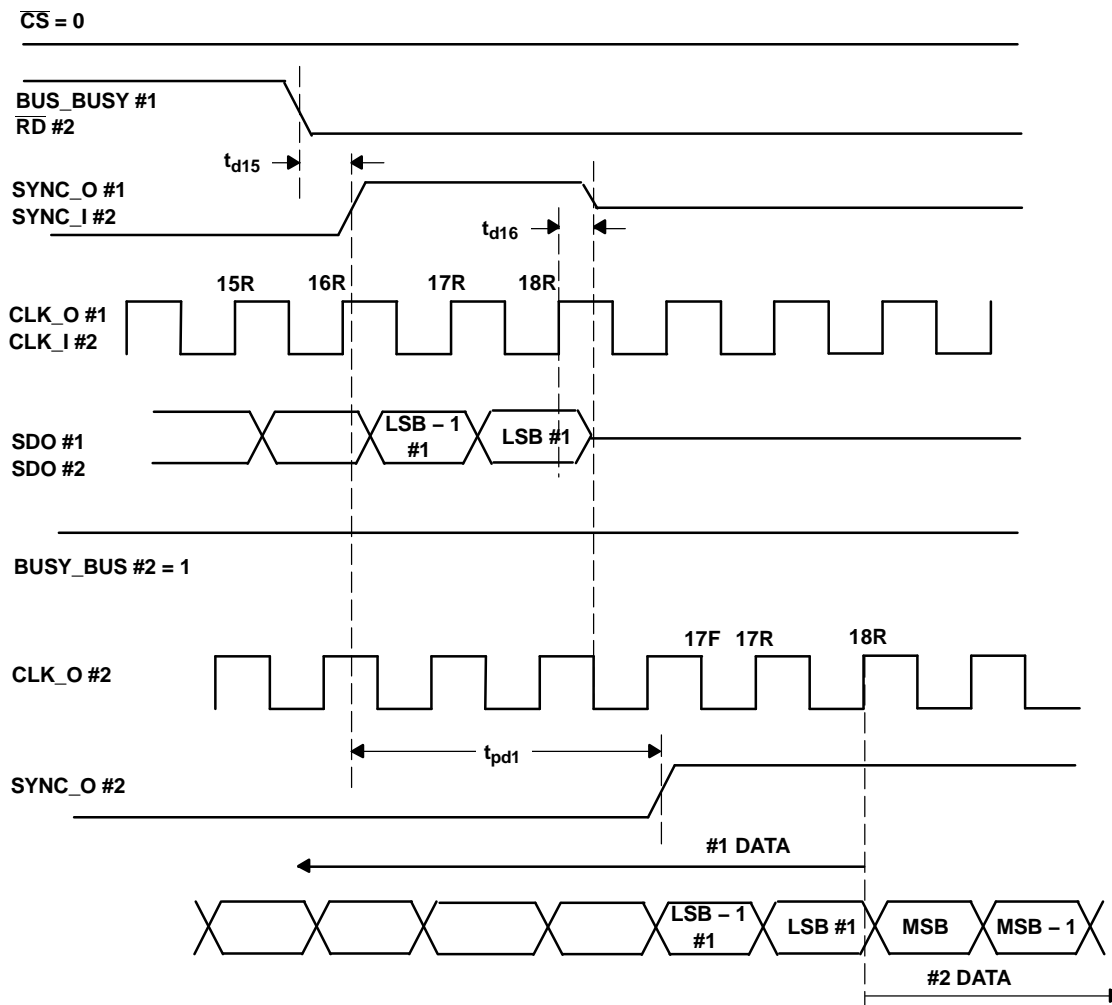 CS = 0
BUS_BUSY #1
RD #2
td15
SYNC_O #1
SYNC_I #2
td16
15R 16R 17R 18R
CLK_O #1
CLK_I #2
LSB – 1
#1
LSB #1
SDO #1
SDO #2
BUSY_BUS #2 = 1
17F 17R 18R
CLK_O #2
tpd1
SYNC_O #2
#1 DATA
LSB – 1
#1
LSB #1 MSB MSB – 1
#2 DATA